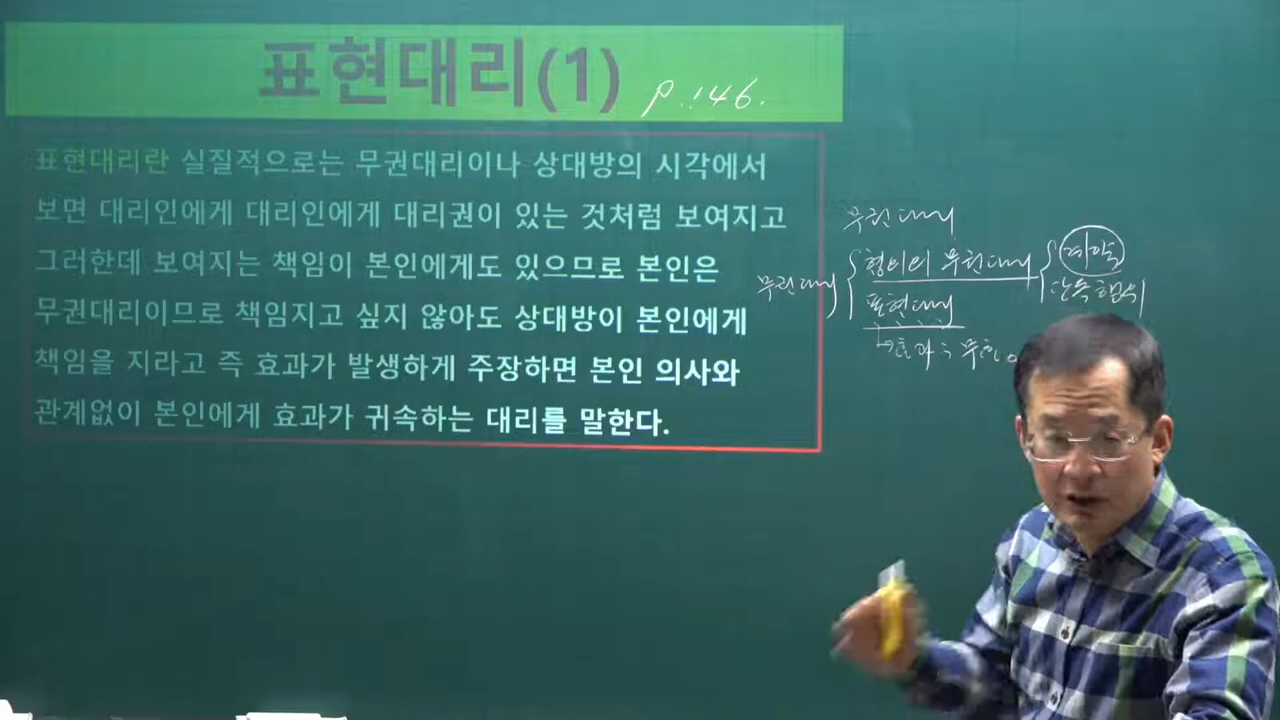 표현대리(1) p.146.
표현대리란 실질적으로는 무권대리이나 상대방의 시각에서
보면 대리인에게 대리인에게 대리권이 있는 것처럼 보여지고
그러한데 보여지는 책임이 본인에게도 있으므로 본인은
무권대리이므로 책임지고 싶지 않아도 상대방이 본인에게
책임을 지라고 즉 효과가 발생하게 주장하면 본인 의사와
관계없이 본인에게 효과가 귀속하는 대리를 말한다.
무권대리
무권대리
협의의 무권대리
표현대리
계약
단독행위